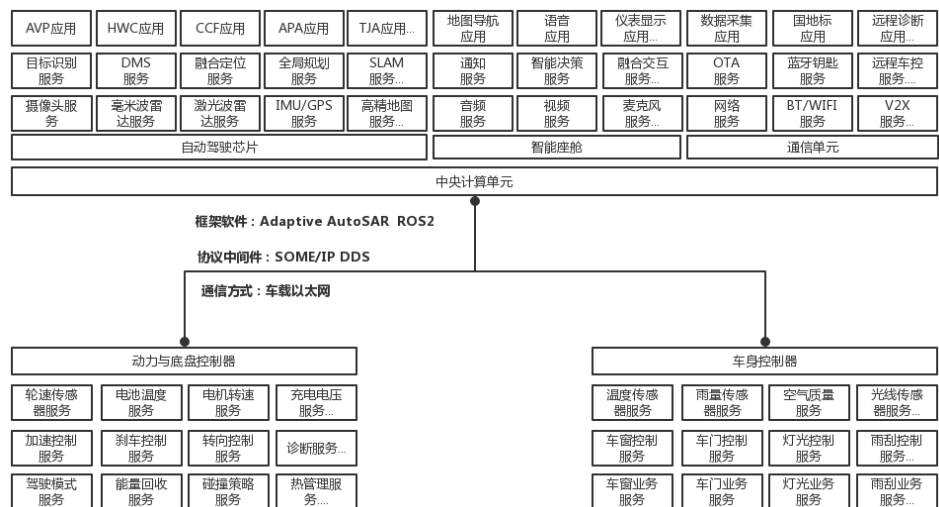 AVP应用
HWC应用
CCF应用
APA应用
TJA应用...
地图导航
应用
语音
应用
仪表显示
应用...
数据采集
应用
国地标
应用
远程诊断
应用...
目标识别
服务
DMS
服务
融合定位
服务
全局规划
服务
SLAM
服务...
通知
服务
智能决策
服务
融合交互
服务...
OTA
服务
蓝牙钥匙
服务
远程车控
服务....
摄像头服
务
毫米波雷
达服务
激光波雷
达服务
IMU/GPS
服务
高精地图
服务...
音频
服务
视频
服务
麦克风
服务...
网络
服务
BT/WIFI
服务
V2X
服务...
自动驾驶芯片
智能座舱
通信单元
中央计算单元
框架软件：Adaptive AutoSAR ROS2
协议中间件：SOME/IP DDS
通信方式：车载以太网
动力与底盘控制器
轮速传感
器服务
电池温度
服务
电机转速
服务
充电电压
服务...
加速控制
服务
刹车控制
服务
转向控制
服务
诊断服务...
驾驶模式
服务
能量回收
服务
碰撞策略
服务
热管理服
务....
车身控制器
温度传感
器服务
雨量传感
器服务
空气质量
服务
光线传感
器服务...
车窗控制
服务
车门控制
服务
灯光控制
服务
雨刮控制
服务...
车窗业务
服务
车门业务
服务
灯光业务
服务
雨刮业务
服务...